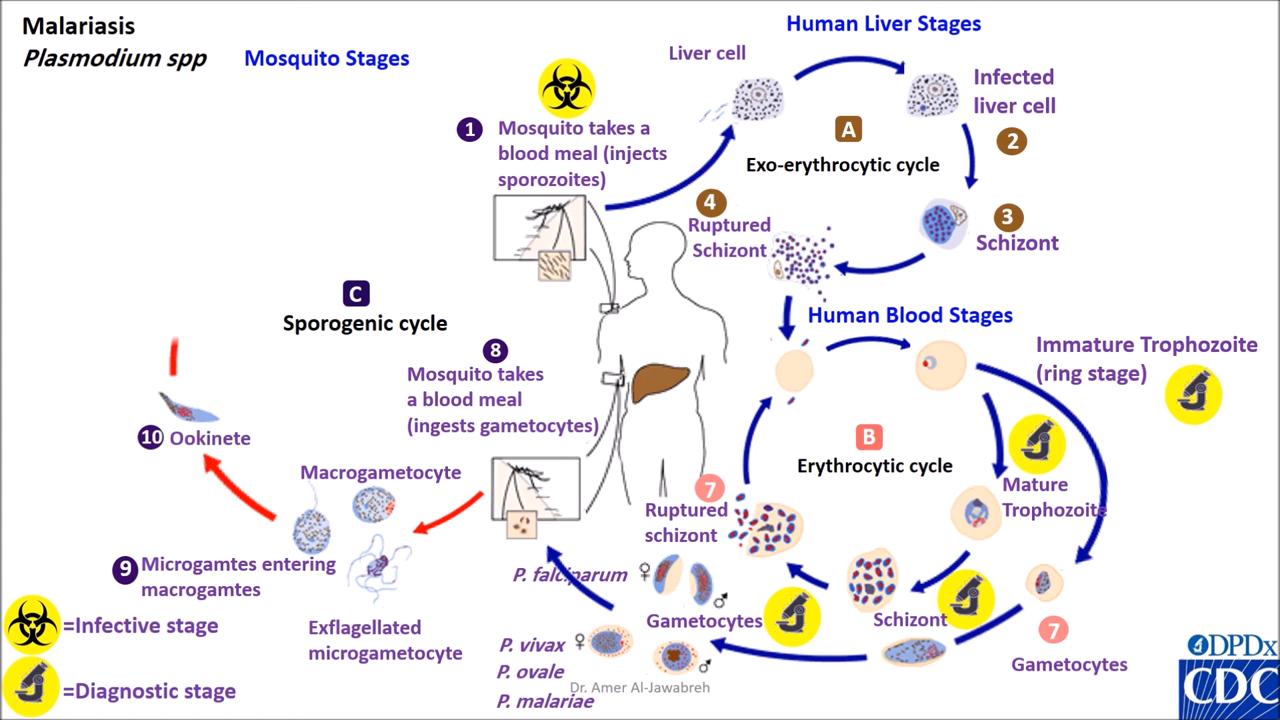 Malariasis
Plasmodium spp
Mosquito Stages
Human Liver Stages
Liver cell
Infected
liver cell
1
Mosquito takes a
blood meal (injects
sporozoites)
A
Exo-erythrocytic cycle
2
3
Schizont
4
Ruptured
Schizont
C
Sporogenic cycle
Human Blood Stages
Immature Trophozoite
(ring stage)
8
Mosquito takes
a blood meal
(ingests gametocytes)
10 Ookinete
B
Erythrocytic cycle
Mature
Trophozoite
Macrogametocyte
7
Ruptured
schizont
9 Microgamtes entering
macrogamtes
P. falciparum ♀
♂
Gametocytes
Schizont
7
Gametocytes
Exflagellated
microgametocyte
P. vivax ♀
P. ovale
♂
P. malariae
Dr. Amer Al-Jawabreh
=Infective stage
=Diagnostic stage
DPDx
CDC